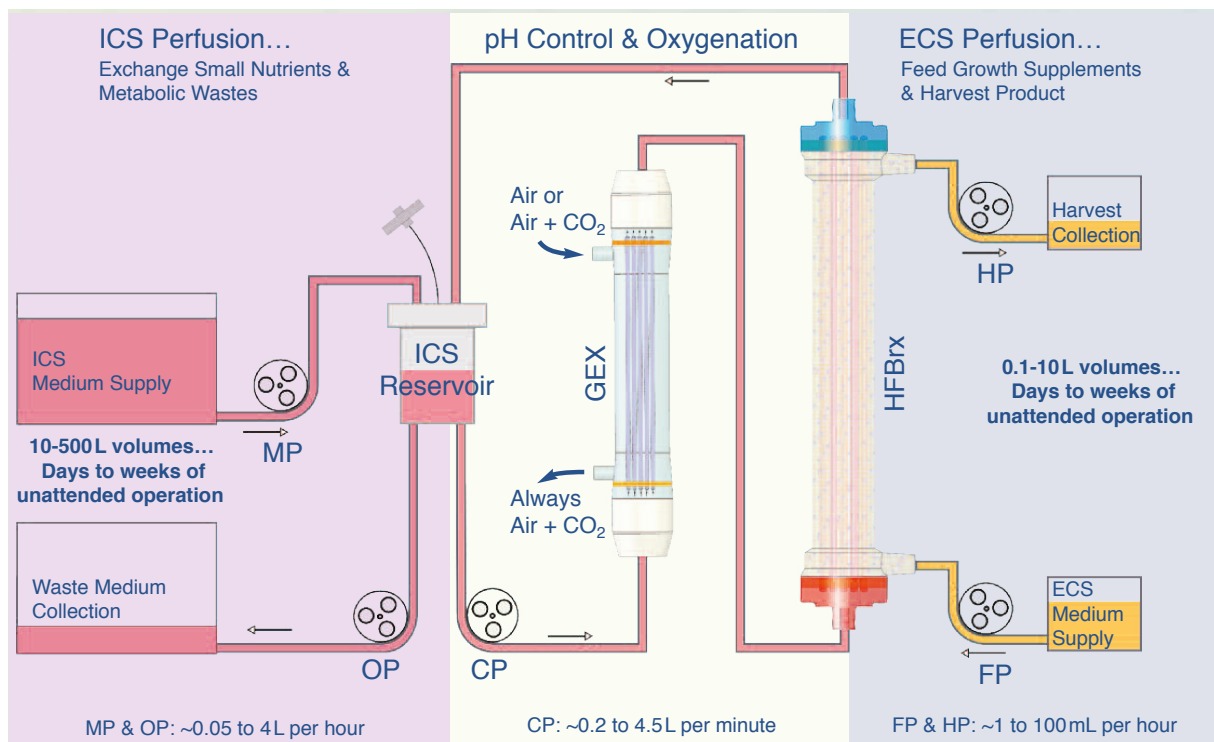 ICS Perfusion…
Exchange Small Nutrients &
Metabolic Wastes
pH Control & Oxygenation
ECS Perfusion…
Feed Growth Supplements
& Harvest Product
Air or
Air + CO₂
Harvest
Collection
HP
ICS
Medium Supply
MP
ICS
Reservoir
GEX
HFBrx
0.1-10 L volumes…
Days to weeks of
unattended operation
10-500 L volumes…
Days to weeks of
unattended operation
Always
Air + CO₂
Waste Medium
Collection
OP
CP
ECS
Medium
Supply
FP
MP & OP: ~0.05 to 4 L per hour
CP: ~0.2 to 4.5 L per minute
FP & HP: ~1 to 100 mL per hour